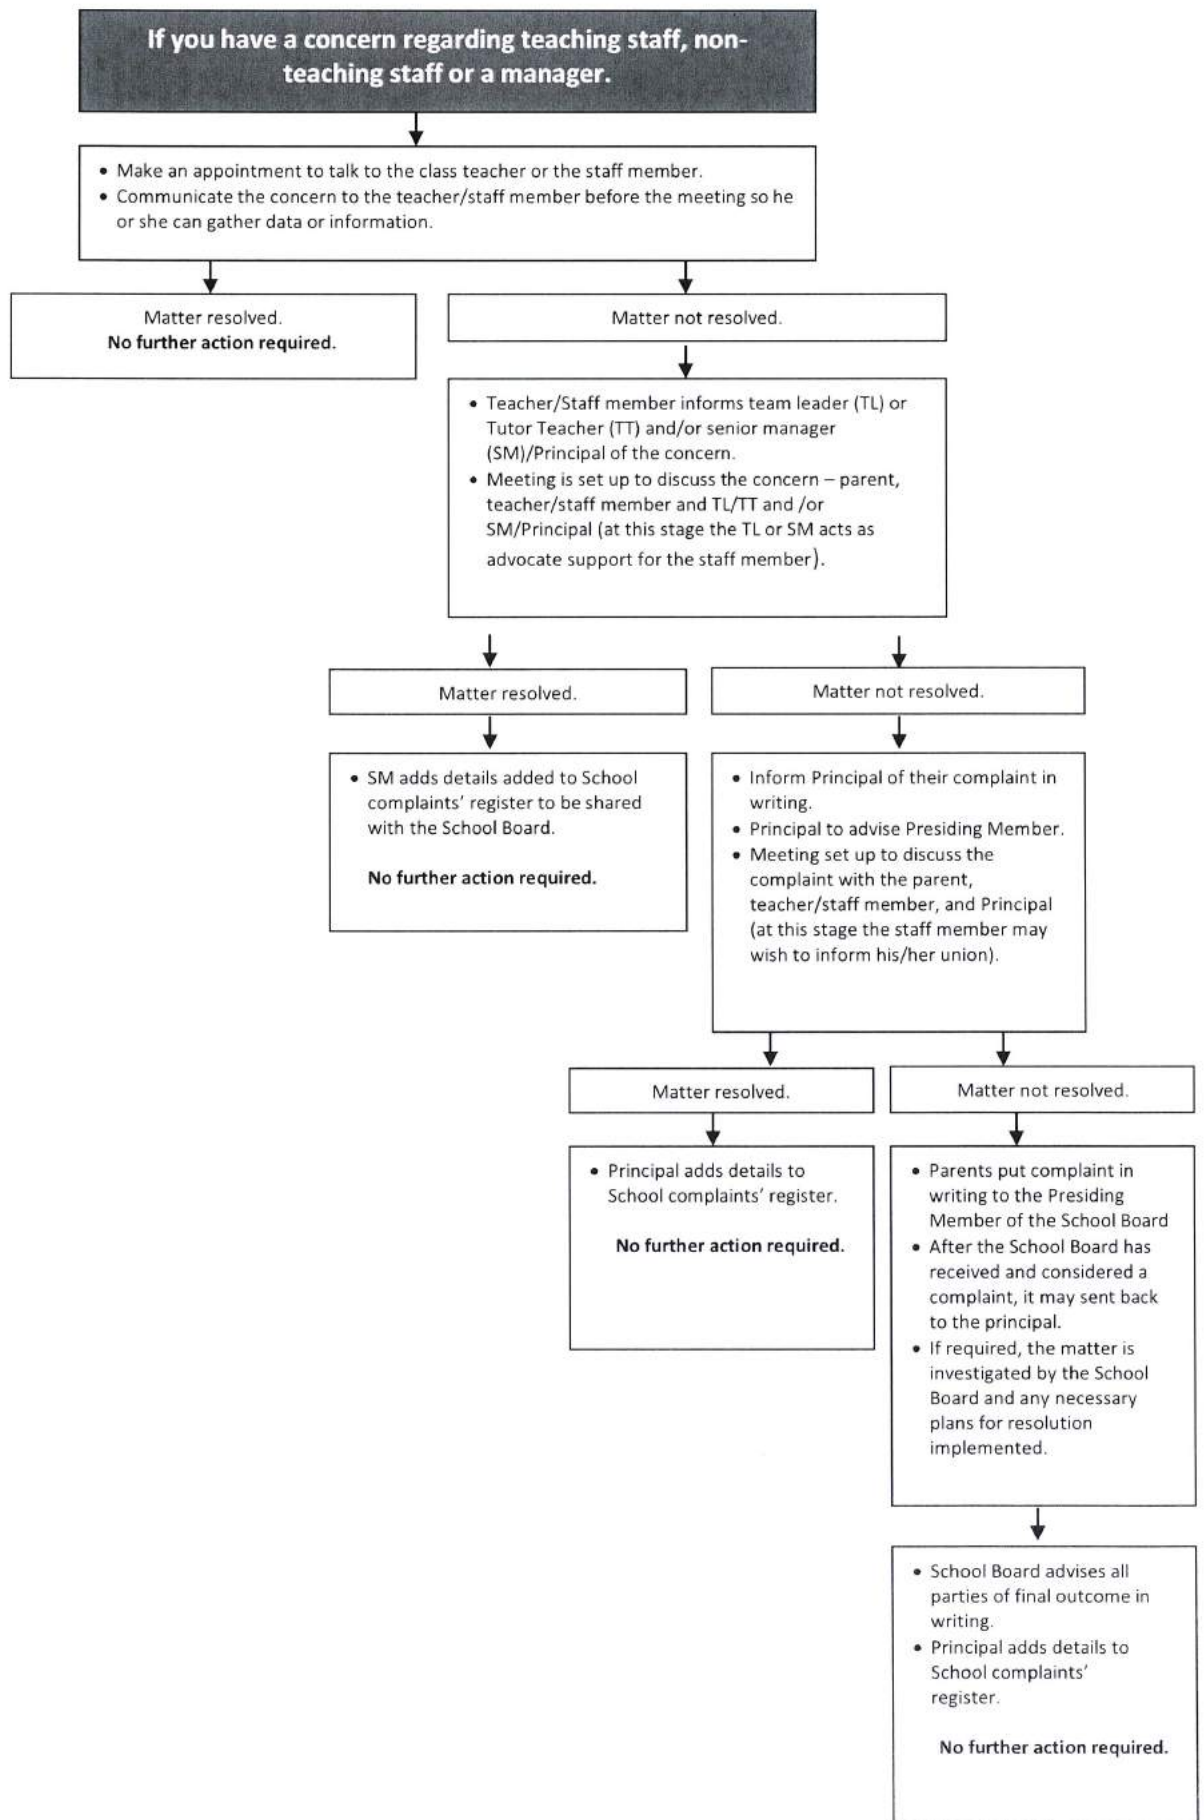 If you have a concern regarding teaching staff, non-
teaching staff or a manager.
• Make an appointment to talk to the class teacher or the staff member.
• Communicate the concern to the teacher/staff member before the meeting so he
or she can gather data or information.
Matter resolved.
No further action required.
Matter not resolved.
• Teacher/Staff member informs team leader (TL) or
Tutor Teacher (TT) and/or senior manager
(SM)/Principal of the concern.
• Meeting is set up to discuss the concern – parent,
teacher/staff member and TL/TT and /or
SM/Principal (at this stage the TL or SM acts as
advocate support for the staff member).
Matter resolved.
Matter not resolved.
• SM adds details added to School
complaints' register to be shared
with the School Board.
No further action required.
• Inform Principal of their complaint in
writing.
• Principal to advise Presiding Member.
• Meeting set up to discuss the
complaint with the parent,
teacher/staff member, and Principal
(at this stage the staff member may
wish to inform his/her union).
Matter resolved.
Matter not resolved.
• Principal adds details to
School complaints' register.
No further action required.
• Parents put complaint in
writing to the Presiding
Member of the School Board
• After the School Board has
received and considered a
complaint, it may sent back
to the principal.
• If required, the matter is
investigated by the School
Board and any necessary
plans for resolution
implemented.
• School Board advises all
parties of final outcome in
writing.
• Principal adds details to
School complaints'
register.
No further action required.